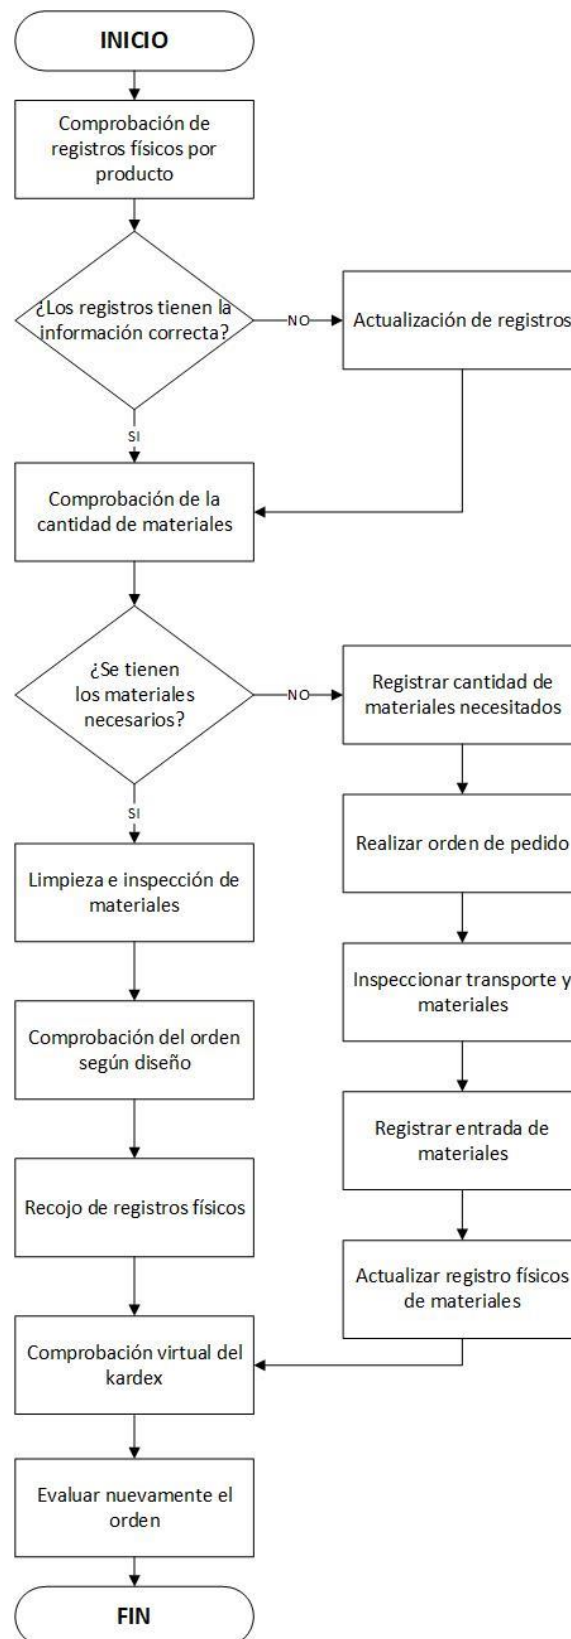 INICIO
Comprobación de
registros físicos por
producto
¿Los registros tienen la
información correcta?
NO
Actualización de registros
SI
Comprobación de la
cantidad de materiales
¿Se tienen
los materiales
necesarios?
NO
Registrar cantidad de
materiales necesitados
SI
Realizar orden de pedido
Limpieza e inspección de
materiales
Inspeccionar transporte y
materiales
Comprobación del orden
según diseño
Registrar entrada de
materiales
Recojo de registros físicos
Actualizar registro físicos
de materiales
Comprobación virtual del
kardex
Evaluar nuevamente el
orden
FIN